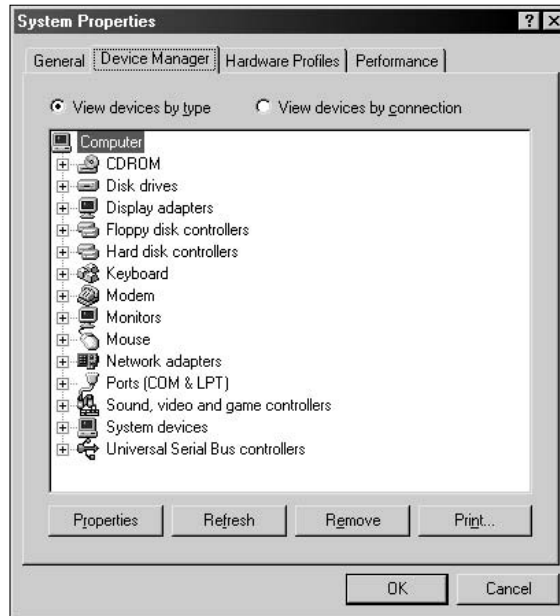 System Properties
General Device Manager Hardware Profiles Performance
View devices by type View devices by connection
Computer
CDROM
Disk drives
Display adapters
Floppy disk controllers
Hard disk controllers
Keyboard
Modem
Monitors
Mouse
Network adapters
Ports (COM & LPT)
Sound, video and game controllers
System devices
Universal Serial Bus controllers
Properties Refresh Remove Print...
OK Cancel